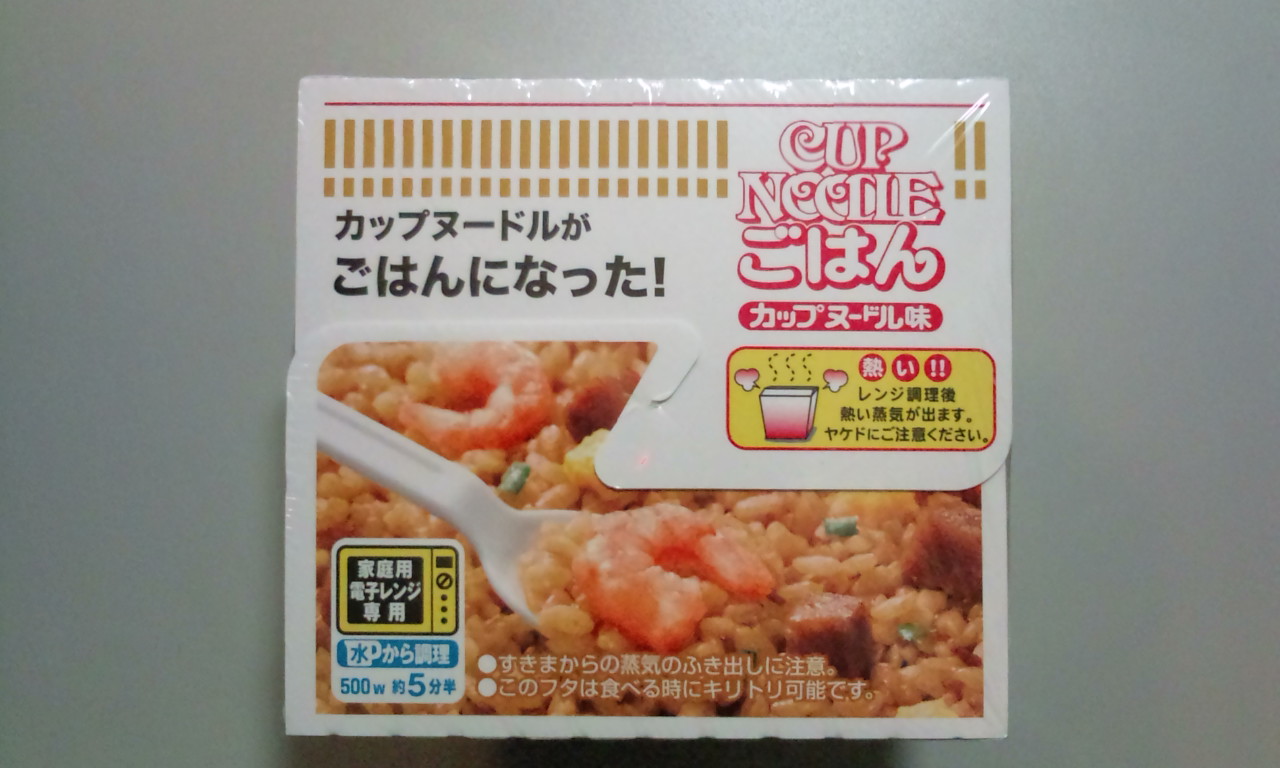 カップヌードルが
ごはんになった!
CUP
NOODLE
ごはん
カップヌードル味
熱い!!
レンジ調理後
熱い蒸気が出ます。
ヤケドにご注意ください。
家庭用
電子レンジ
専用
水から調理
500w 約5分半
●すきまからの蒸気のふき出しに注意。
●このフタは食べる時にキリトリ可能です。